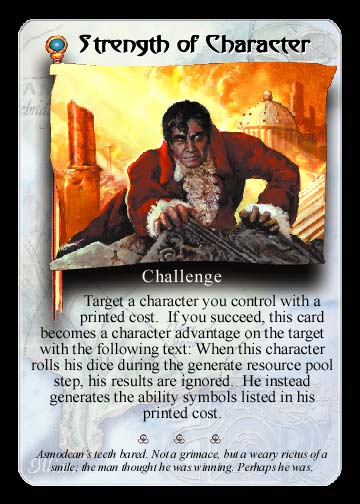 Strength of Character
Challenge
Target a character you control with a
printed cost. If you succeed, this card
becomes a character advantage on the target
with the following text: When this character
rolls his dice during the generate resource pool
step, his results are ignored. He instead
generates the ability symbols listed in his
printed cost.
Asmodean's teeth bared. Not a grimace, but a weary rictus of a
smile; the man thought he was winning. Perhaps he was.